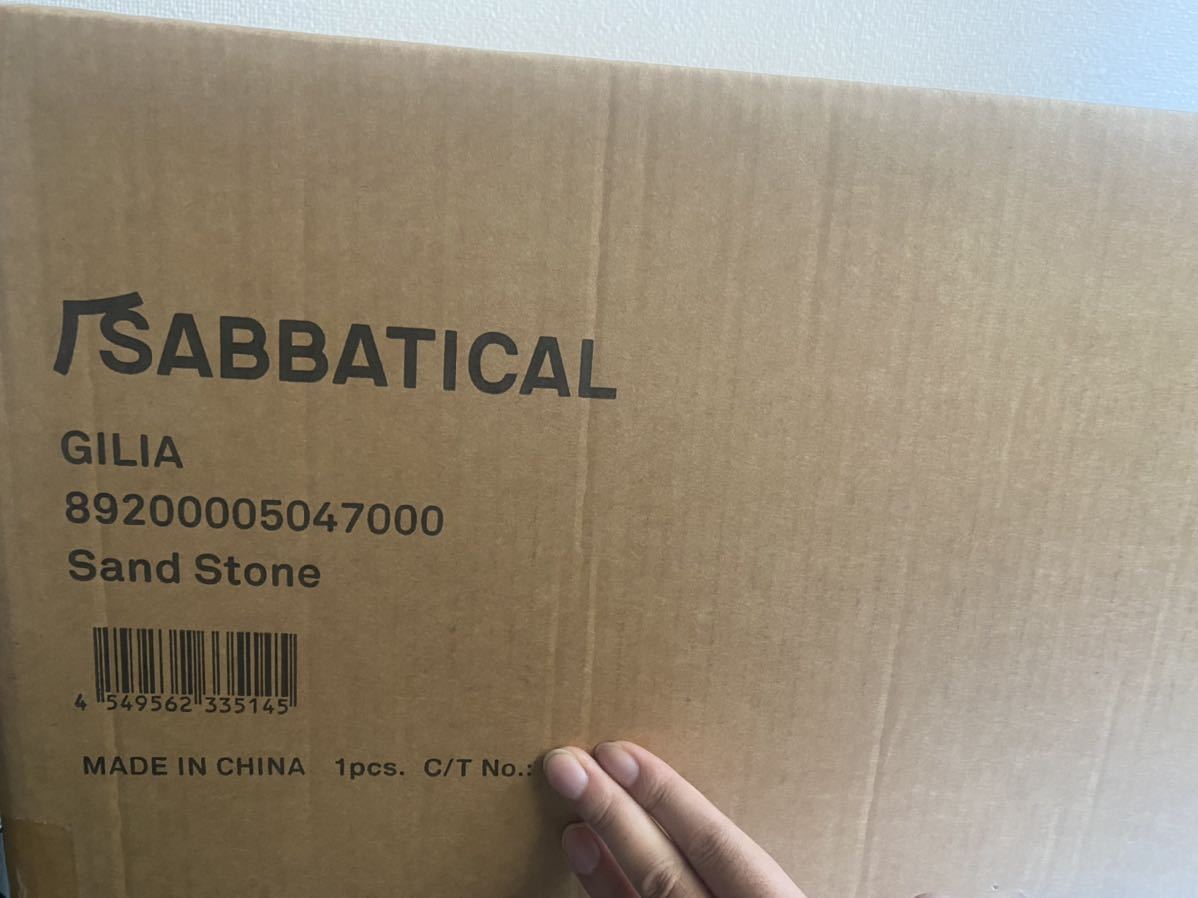 SABBATICAL
GILIA
89200005047000
Sand Stone
4 549562 335145
MADE IN CHINA 1pcs. C/T No.: